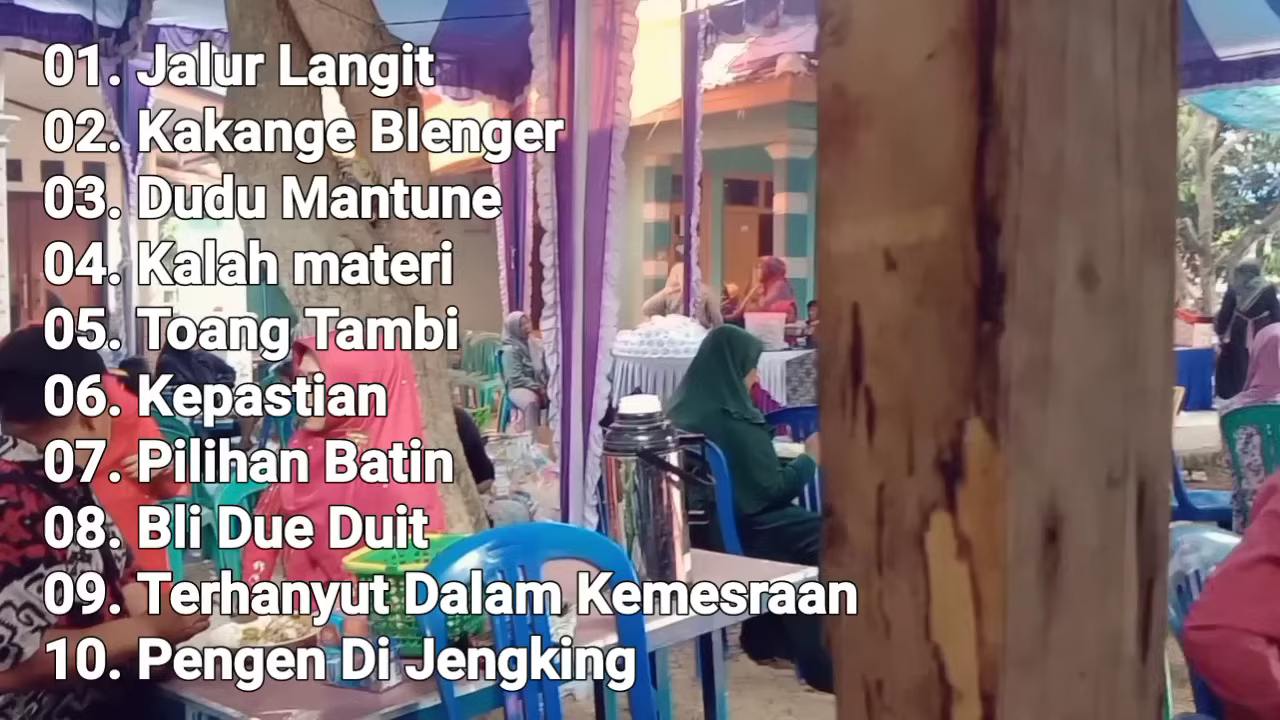 01. Jalur Langit
02. Kakange Blenger
03. Dudu Mantune
04. Kalah materi
05. Toang Tambi
06. Kepastian
07. Pilihan Batin
08. Bli Due Duit
09. Terhanyut Dalam Kemesraan
10. Pengen Di Jengking